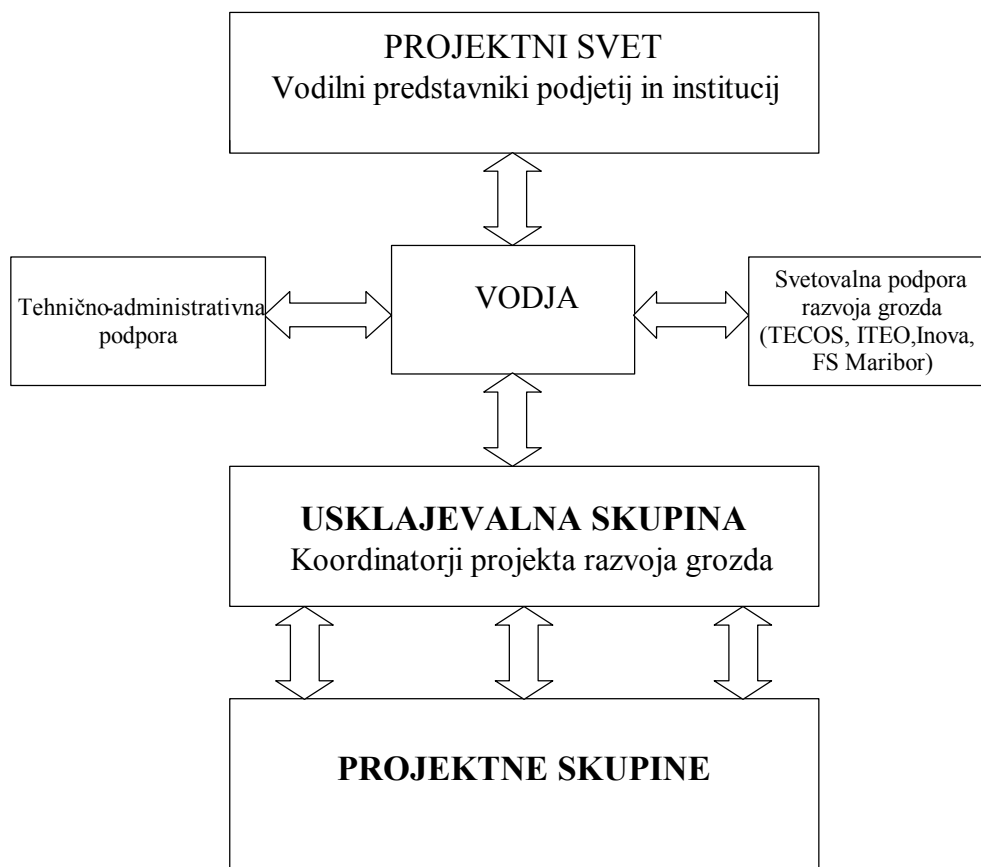 PROJEKTNI SVET
Vodilni predstavniki podjetij in institucij
Tehnično-administrativna
podpora
VODJA
Svetovalna podpora
razvoja grozda
(TECOS, ITEO,Inova,
FS Maribor)
USKLAJEVALNA SKUPINA
Koordinatorji projekta razvoja grozda
PROJEKTNE SKUPINE